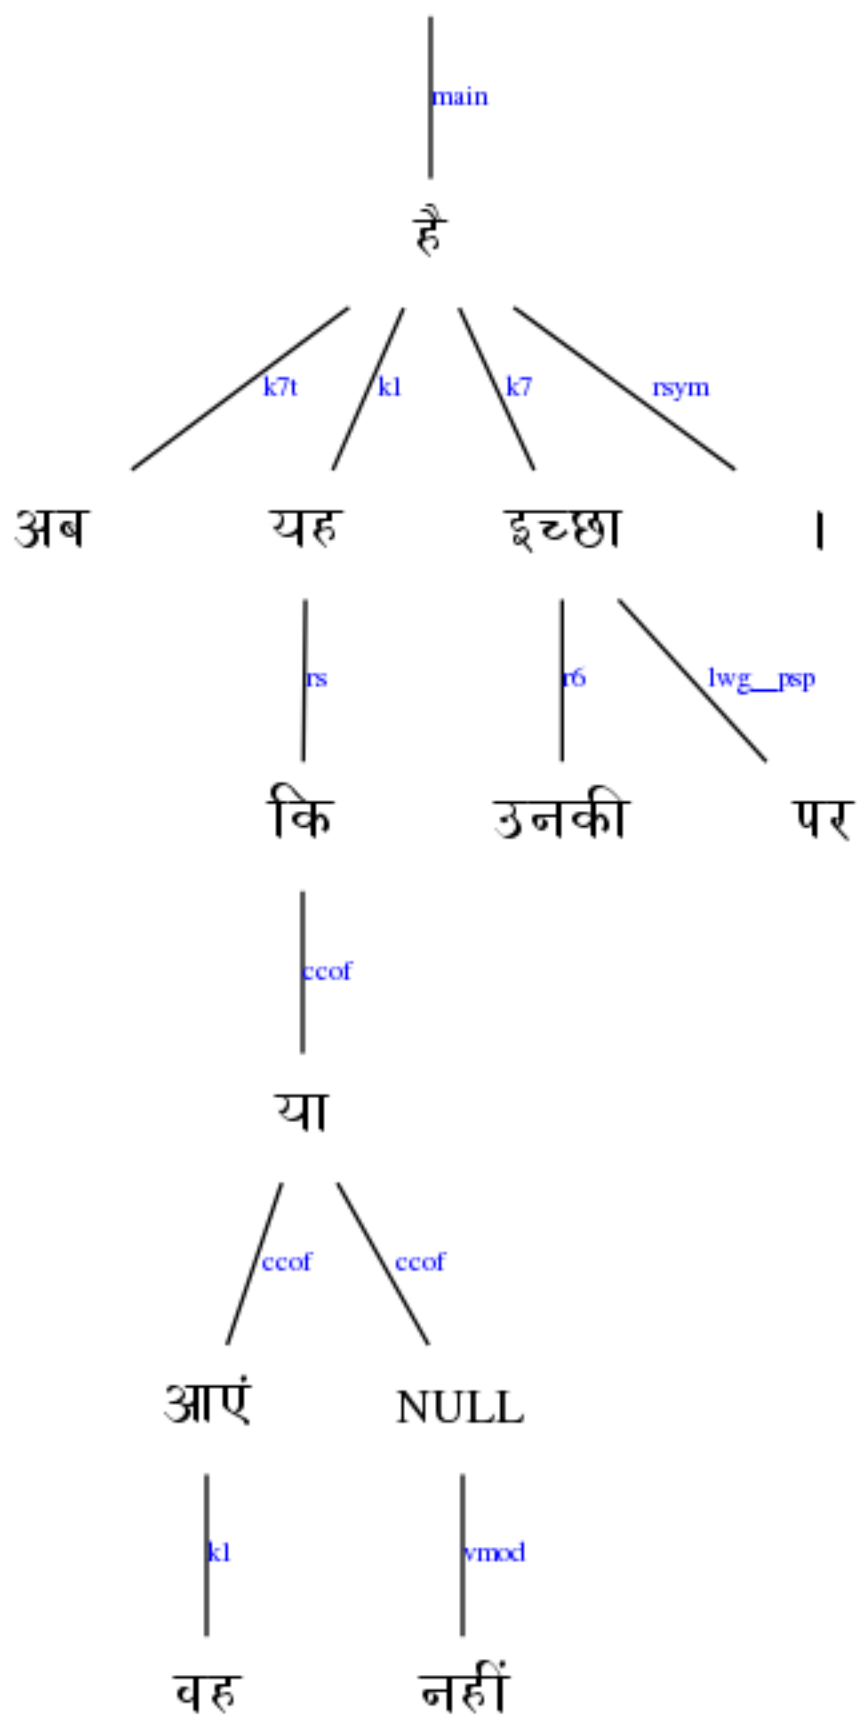 main
है
k7t k1 k7 rsym
अब यह इच्छा ।
rs r6 lwg__psp
कि उनकी पर
ccof
या
ccof ccof
आएं NULL
k1 vmod
वह नहीं